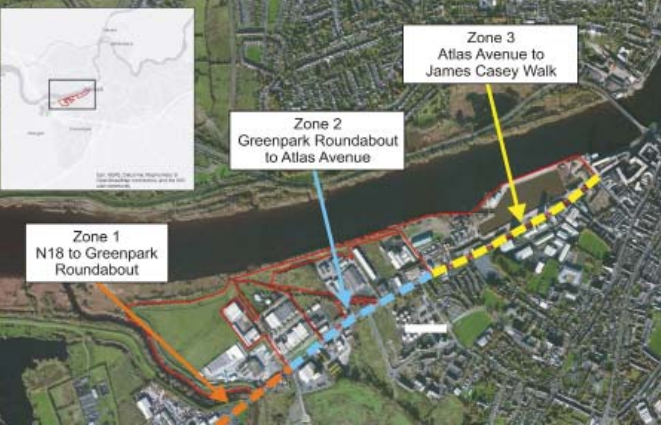 Zone 3
Atlas Avenue to
James Casey Walk
Zone 2
Greenpark Roundabout
to Atlas Avenue
Zone 1
N18 to Greenpark
Roundabout